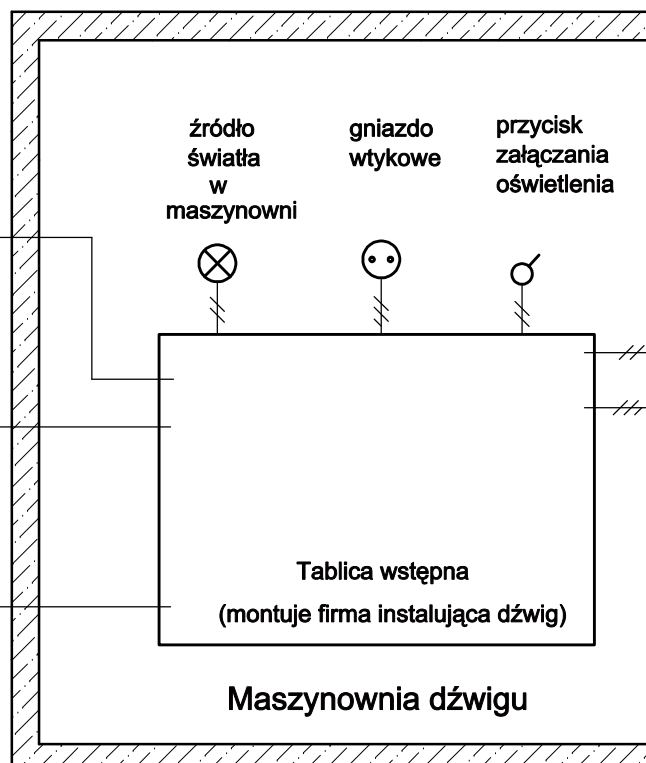 źródło
światła
w
maszynowni
gniazdo
wtykowe
przycisk
załączania
oświetlenia
Tablica wstępna
(montuje firma instalująca dźwig)
Maszynownia dźwigu